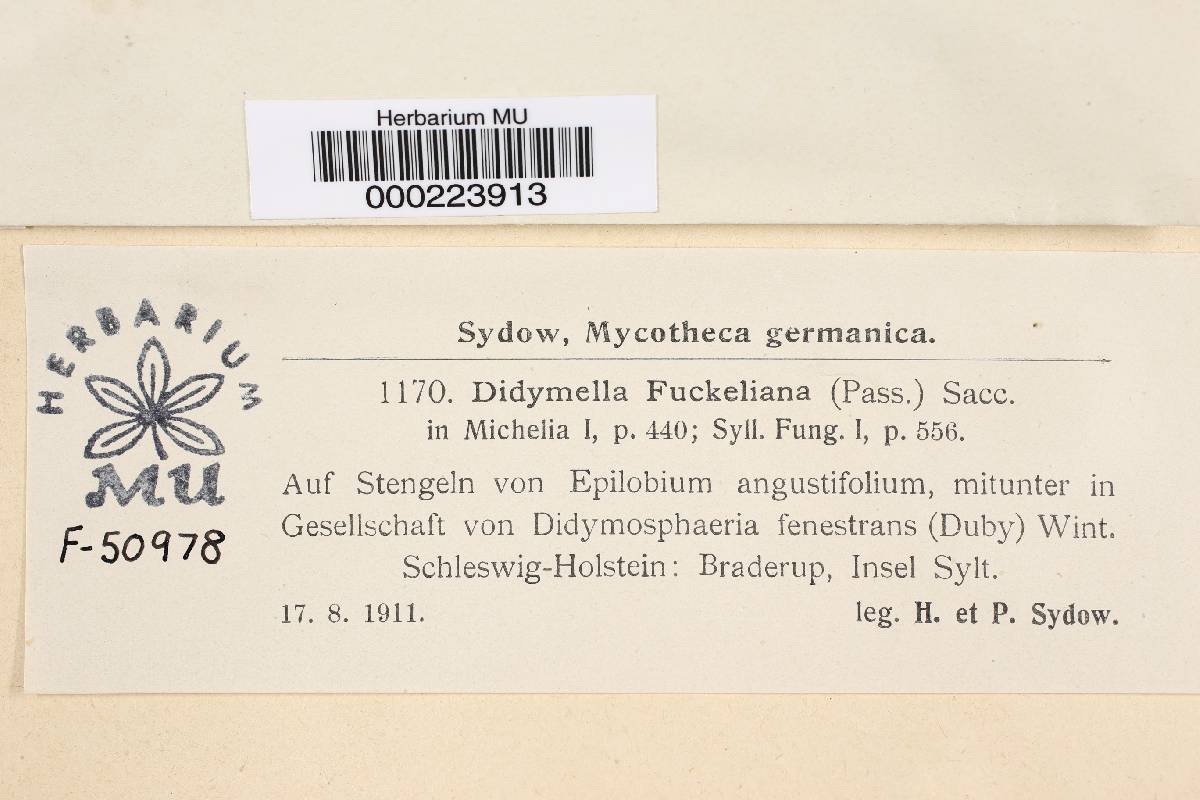 Herbarium MU
000223913
HERBARIUM
MU
F-50978
Sydow, Mycotheca germanica.
1170. Didymella Fuckeliana (Pass.) Sacc.
in Michelia I, p. 440; Syll. Fung. I, p. 556.
Auf Stengeln von Epilobium angustifolium, mitunter in
Gesellschaft von Didymosphaeria fenestrans (Duby) Wint.
Schleswig-Holstein: Braderup, Insel Sylt.
17. 8. 1911. leg. H. et P. Sydow.